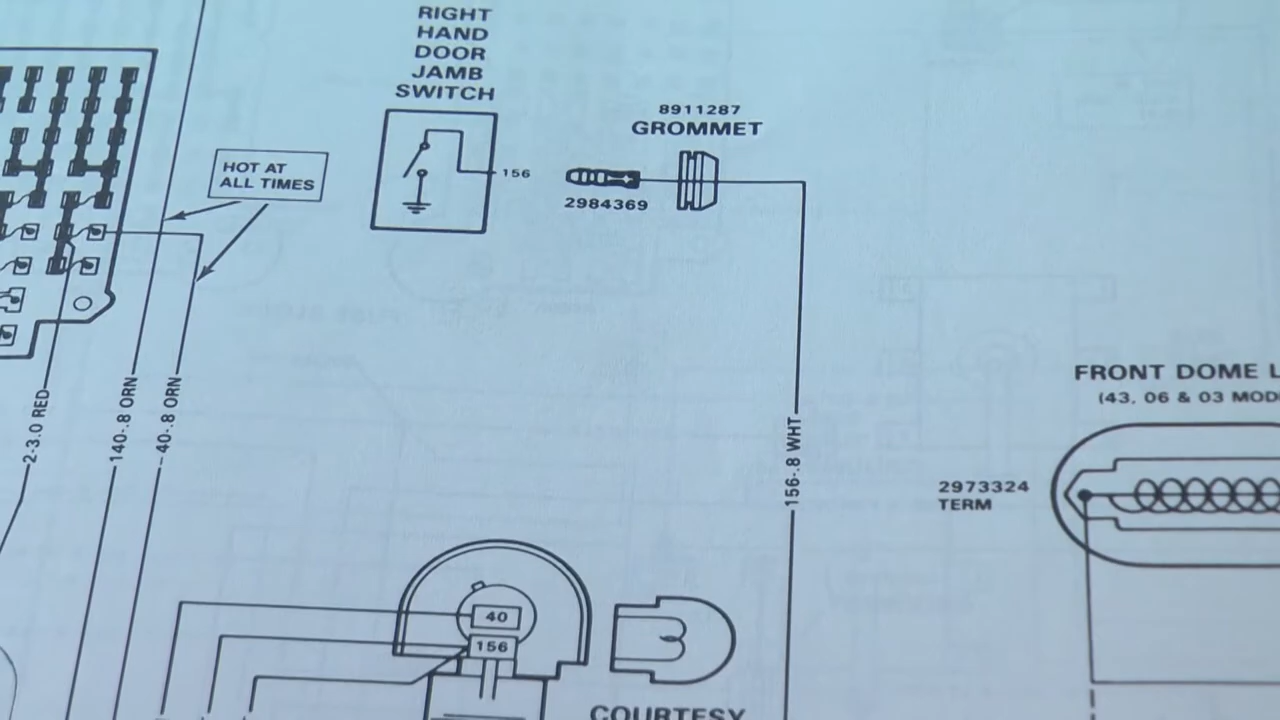 RIGHT
HAND
DOOR
JAMB
SWITCH
8911287
GROMMET
HOT AT
ALL TIMES
156
2984369
2-3.0 RED
140-.8 ORN
40-.8 ORN
156-.8 WHT
FRONT DOME L
(43, 06 & 03 MOD
2973324
TERM
40
156
COURTESY